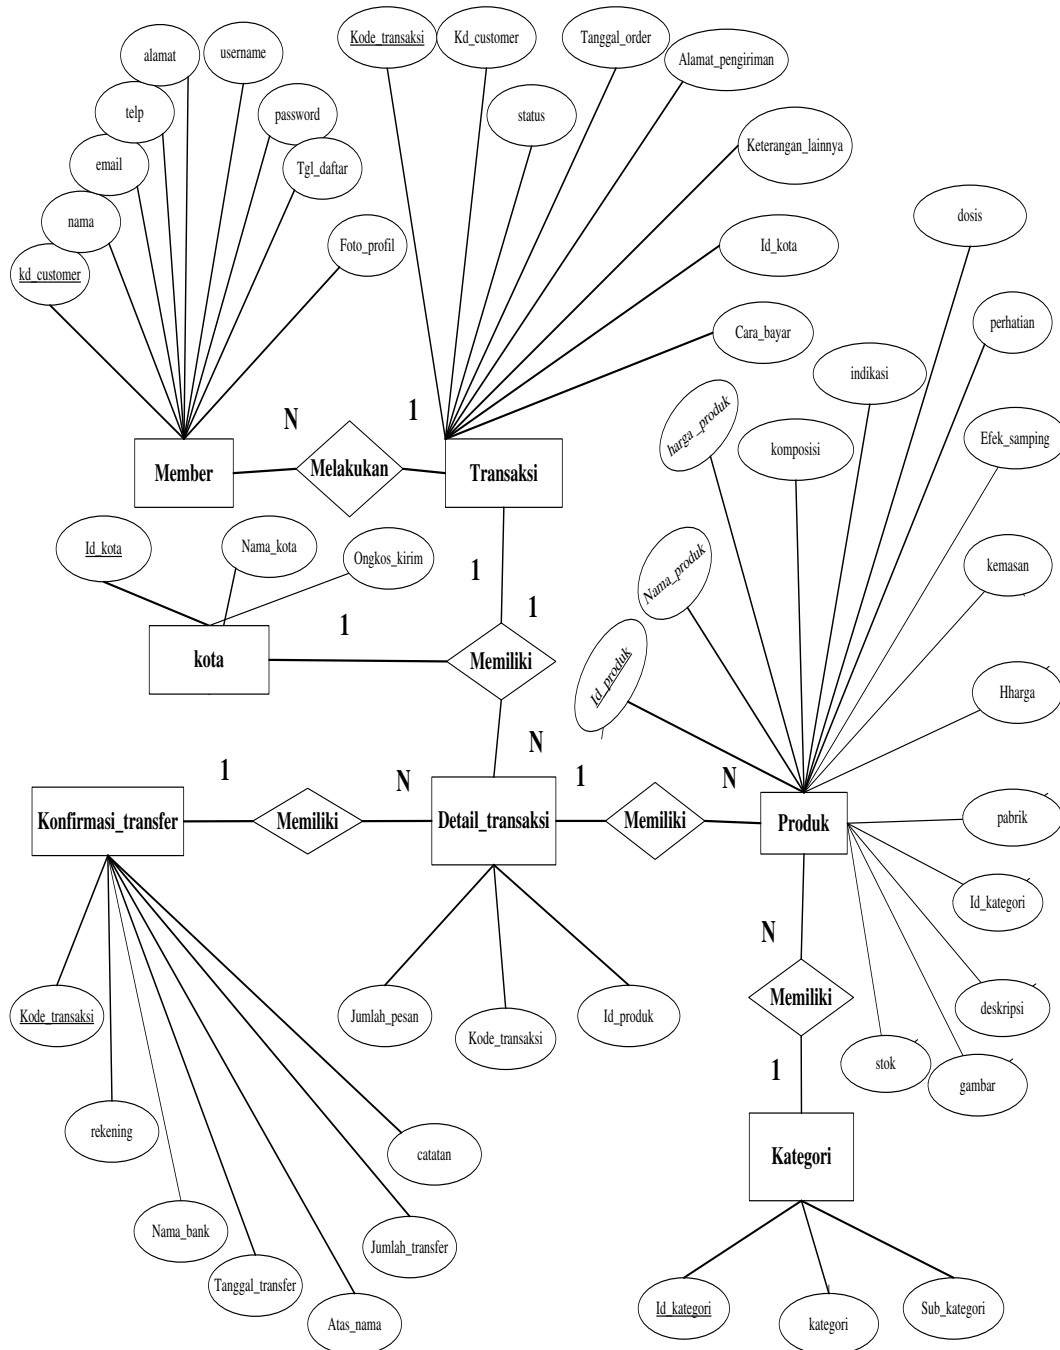 Kode_transaksi
Kd_customer
Tanggal_order
Alamat_pengiriman
alamat
username
telp
password
status
email
Tgl_daftar
Keterangan_lainnya
nama
dosis
kd_customer
Foto_profil
Id_kota
Cara_bayar
perhatian
indikasi
harga_produk
komposisi
Efek_samping
N
1
Member
Melakukan
Transaksi
Id_kota
Nama_kota
Ongkos_kirim
1
Nama_produk
kemasan
1
1
kota
Memiliki
Id_produk
Hharga
N
1
N
1
N
Konfirmasi_transfer
Memiliki
Detail_transaksi
Memiliki
Produk
pabrik
Id_kategori
N
Memiliki
deskripsi
Kode_transaksi
Jumlah_pesan
Kode_transaksi
Id_produk
stok
gambar
1
rekening
catatan
Kategori
Nama_bank
Jumlah_transfer
Tanggal_transfer
Atas_nama
Id_kategori
kategori
Sub_kategori